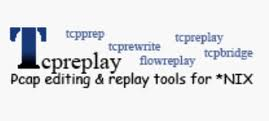 tcpprep
tcprewrite tcpreplay
Tcpreplay flowreplay tcpbridge
Pcap editing & replay tools for *NIX